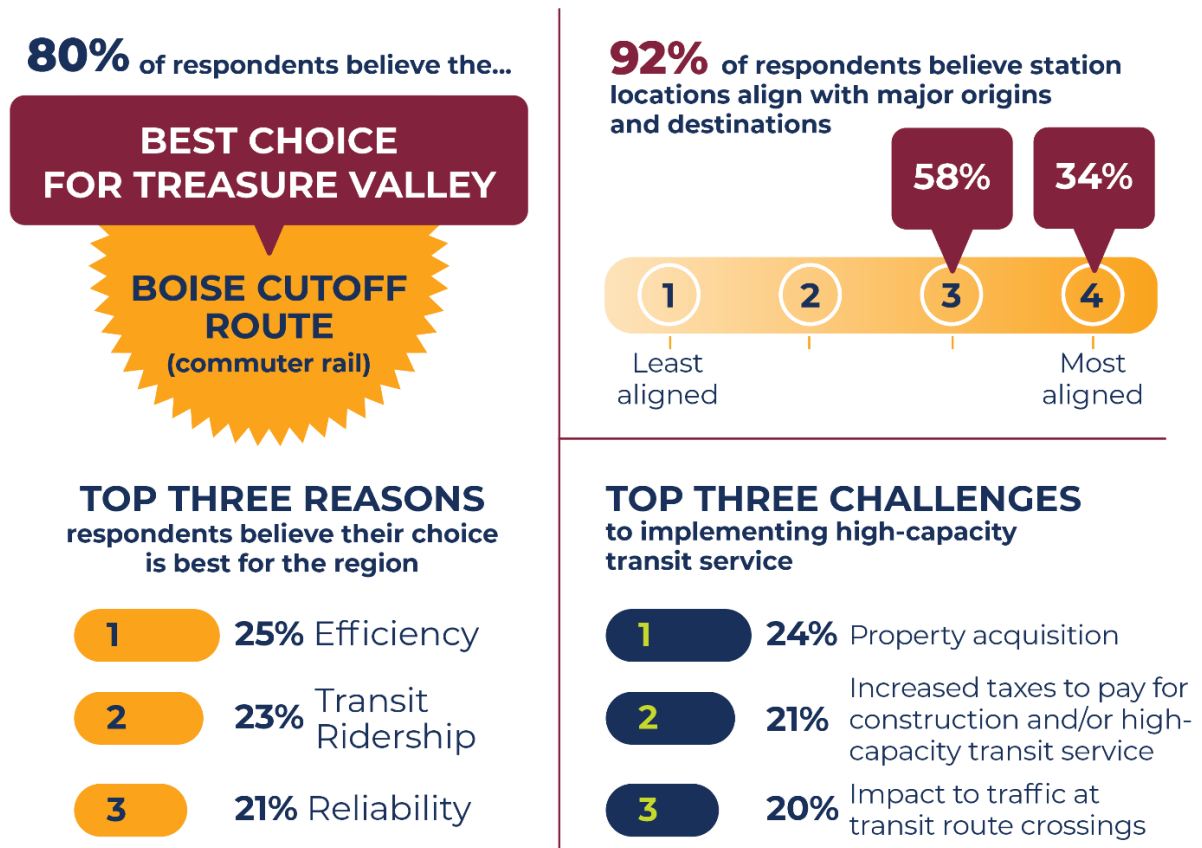 80% of respondents believe the...
BEST CHOICE
FOR TREASURE VALLEY
BOISE CUTOFF
ROUTE
(commuter rail)
92% of respondents believe station
locations align with major origins
and destinations
58%
34%
1
2
3
4
Least
aligned
Most
aligned
TOP THREE REASONS
respondents believe their choice
is best for the region
1 25% Efficiency
2 23% Transit
Ridership
3 21% Reliability
TOP THREE CHALLENGES
to implementing high-capacity
transit service
1 24% Property acquisition
2 21% Increased taxes to pay for
construction and/or high-
capacity transit service
3 20% Impact to traffic at
transit route crossings